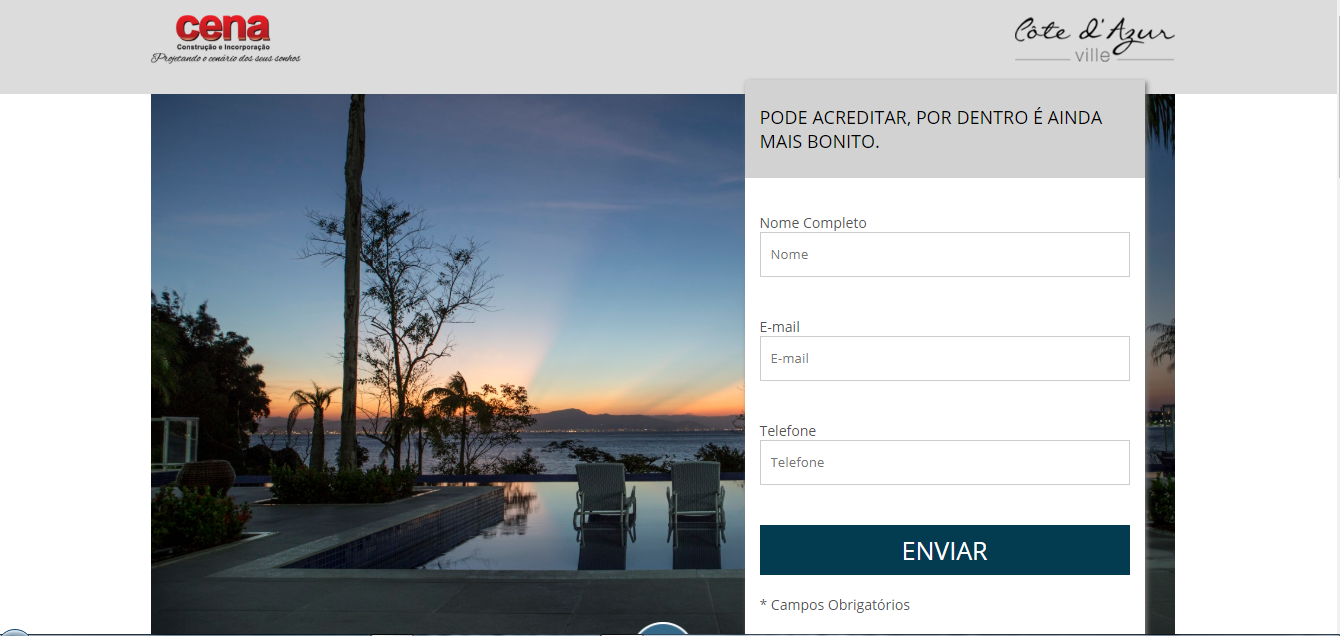 cena
Construção e Incorporação
Projetando o cenário dos seus sonhos
Côte d'Azur
ville
PODE ACREDITAR, POR DENTRO É AINDA
MAIS BONITO.
Nome Completo
Nome
E-mail
E-mail
Telefone
Telefone
ENVIAR
* Campos Obrigatórios